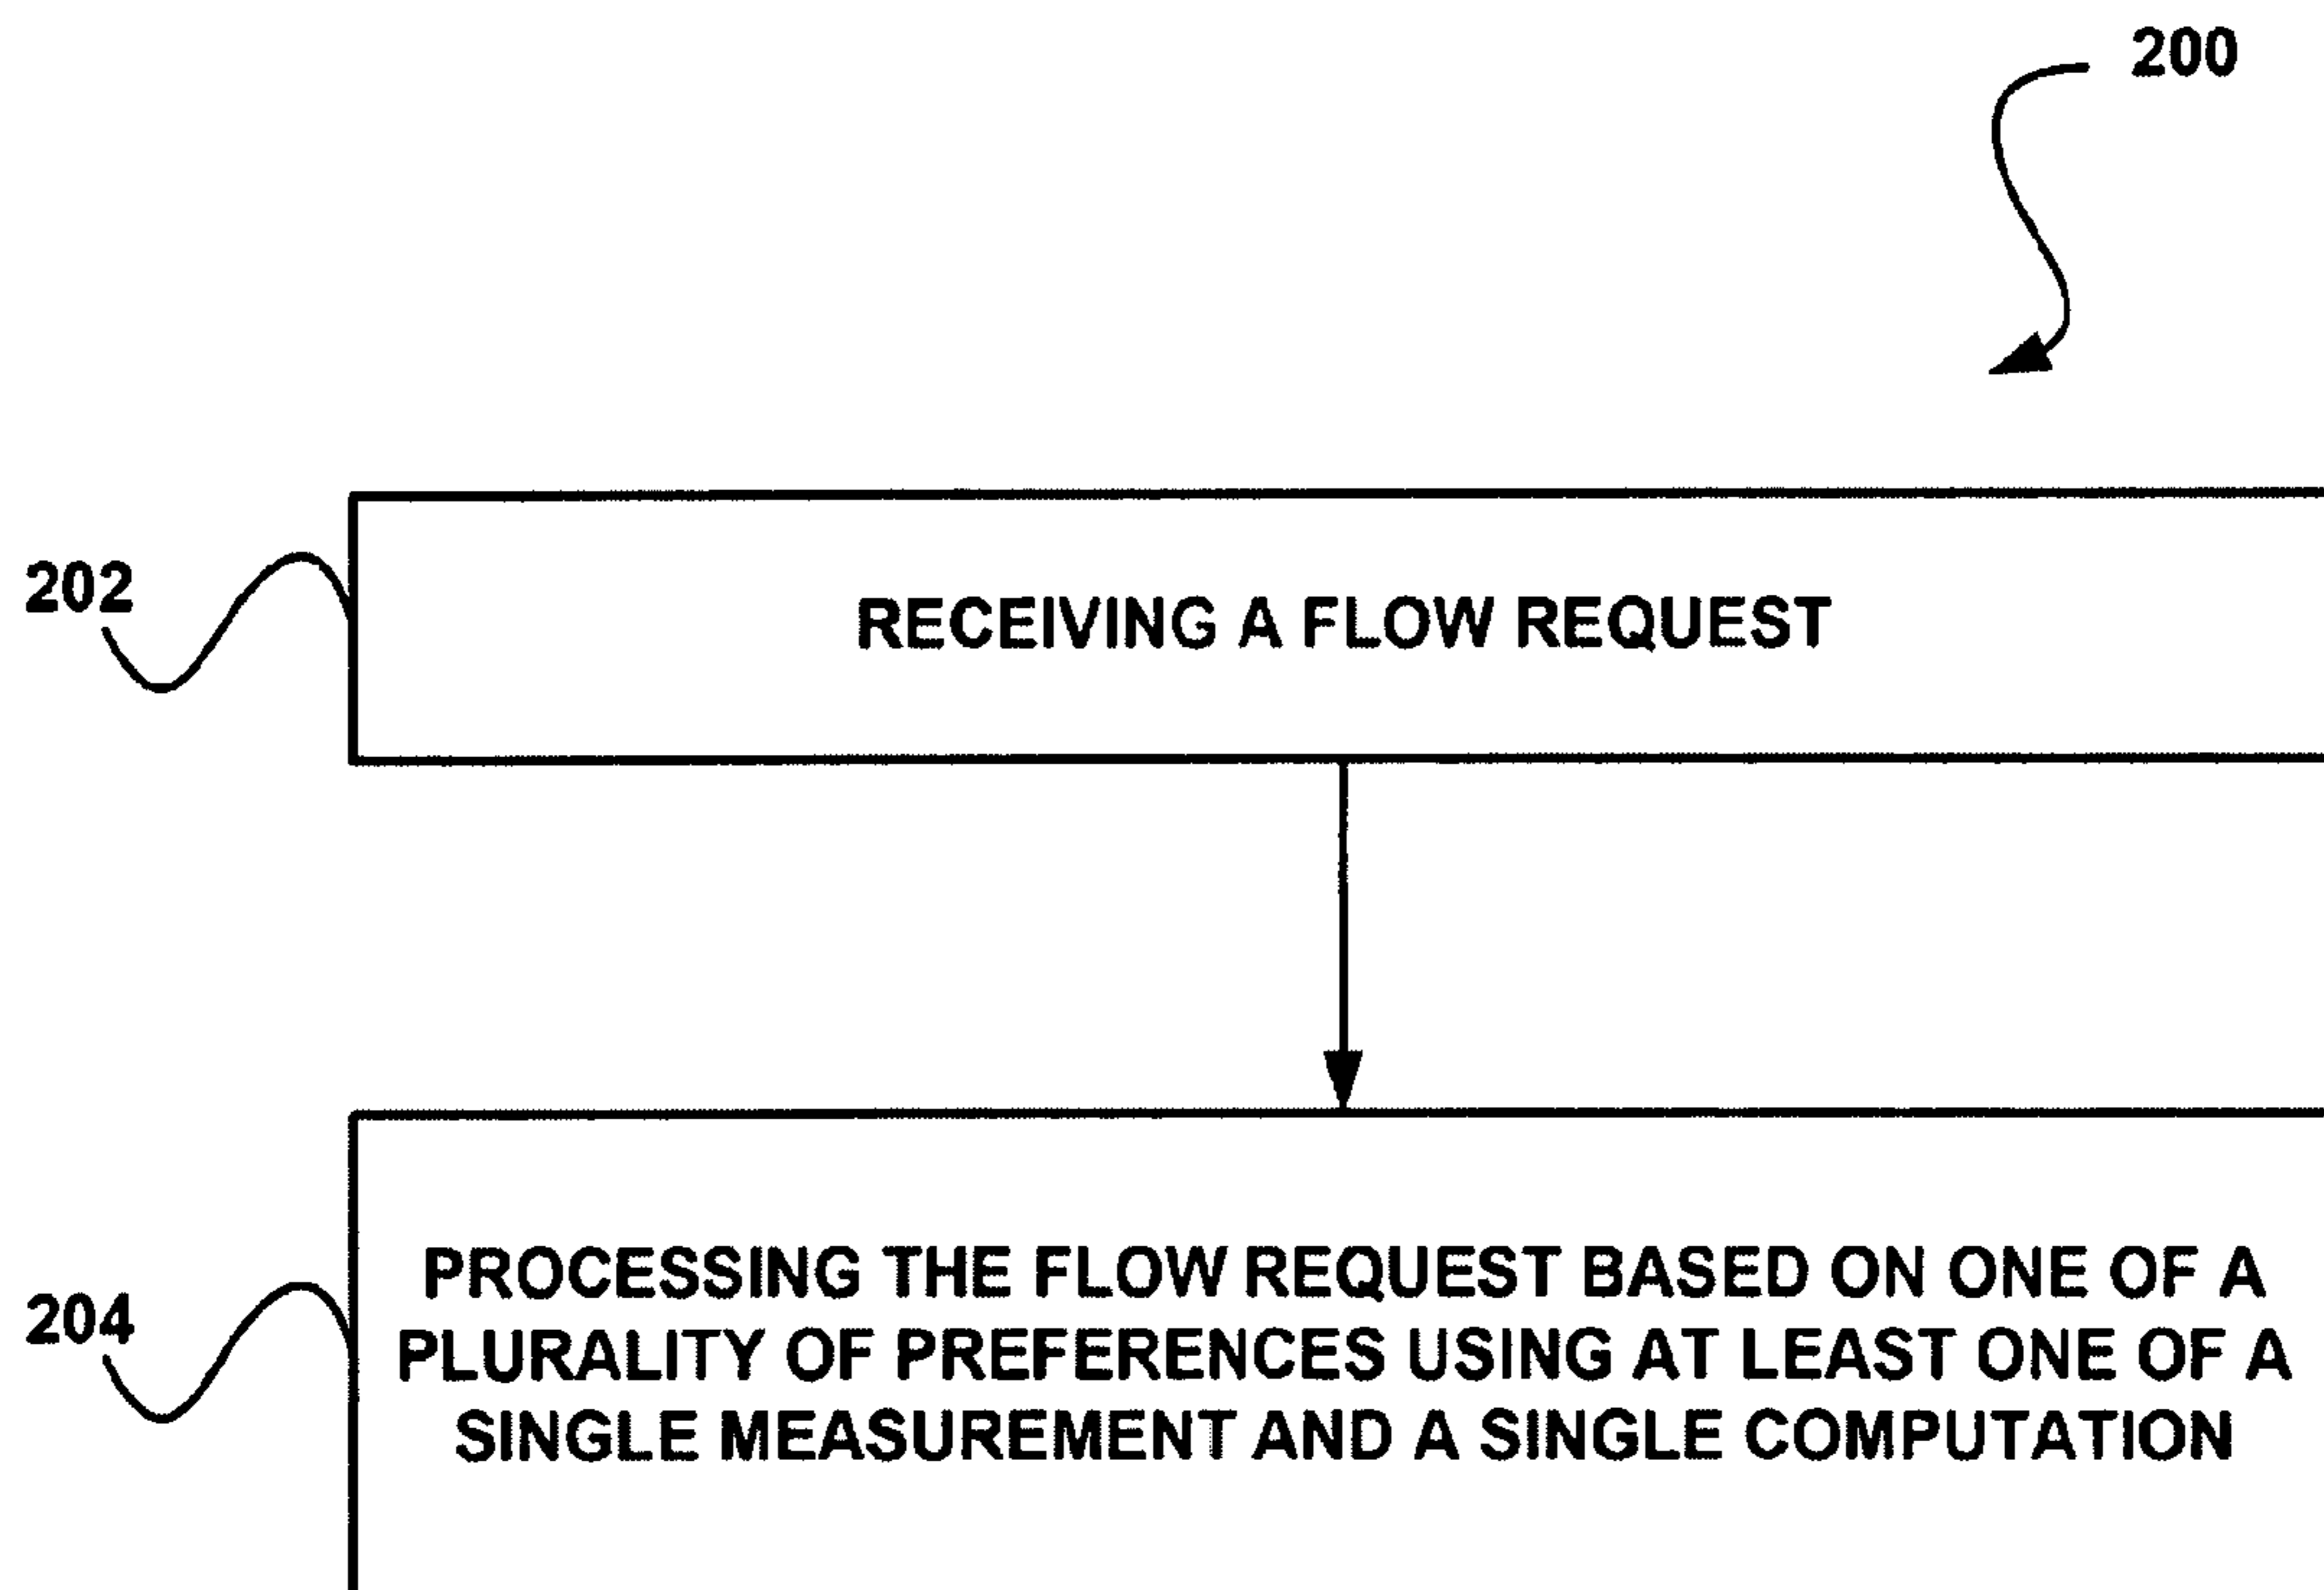 200
202
RECEIVING A FLOW REQUEST
204
PROCESSING THE FLOW REQUEST BASED ON ONE OF A
PLURALITY OF PREFERENCES USING AT LEAST ONE OF A
SINGLE MEASUREMENT AND A SINGLE COMPUTATION